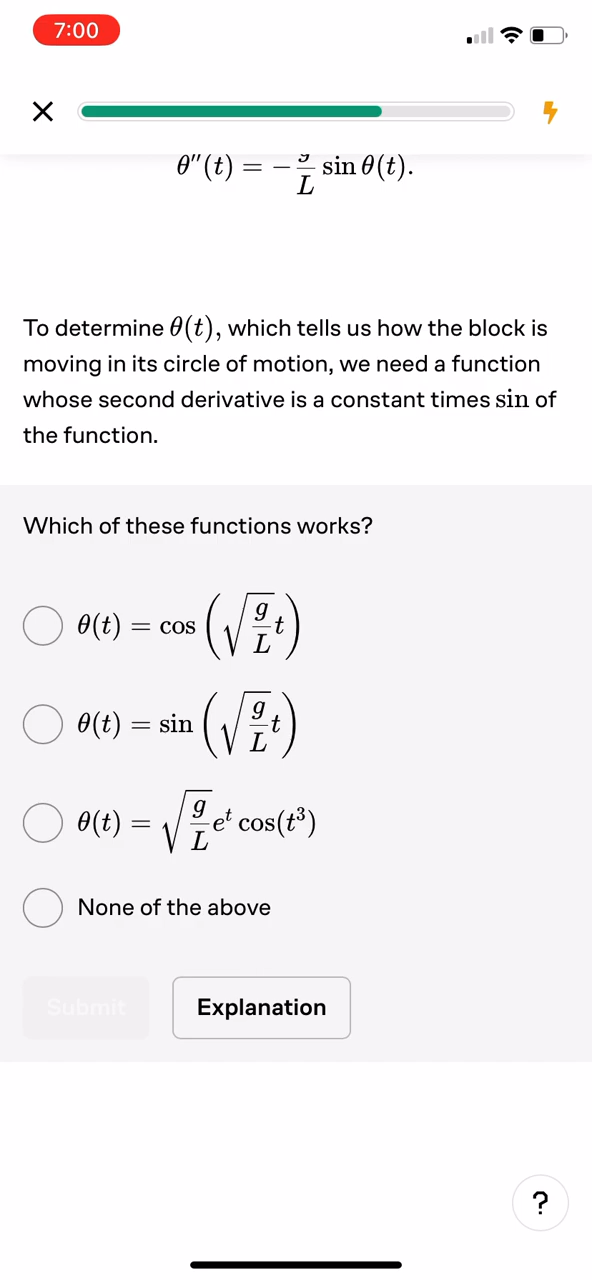 7:00
θ′′(t) = −g/L sin θ(t).
To determine θ(t), which tells us how the block is
moving in its circle of motion, we need a function
whose second derivative is a constant times sin of
the function.
Which of these functions works?
θ(t) = cos(√(g/L) t)
θ(t) = sin(√(g/L) t)
θ(t) = √(g/L) eᵗ cos(t³)
None of the above
Submit Explanation
?